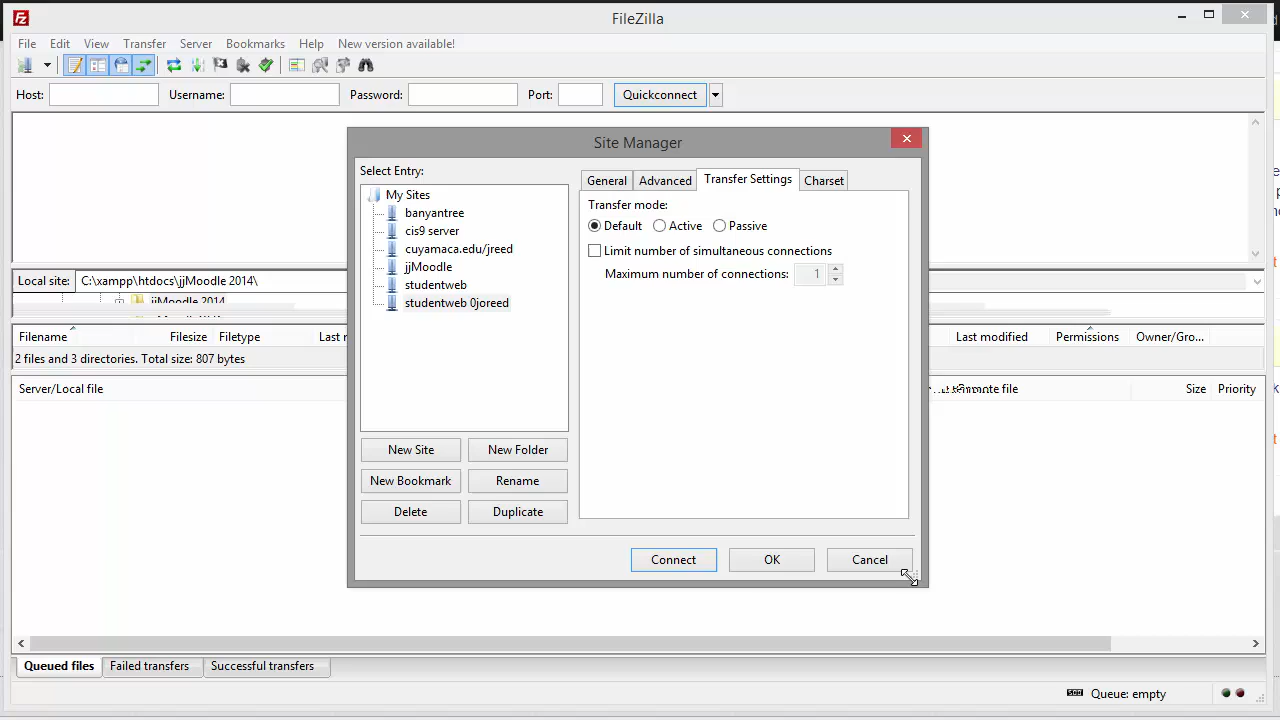 FileZilla
File Edit View Transfer Server Bookmarks Help New version available!
Host: Username: Password: Port: Quickconnect
Site Manager
Select Entry:
My Sites
banyantree
cis9 server
cuyamaca.edu/jreed
jjMoodle
studentweb
studentweb 0joreed
New Site New Folder
New Bookmark Rename
Delete Duplicate
General Advanced Transfer Settings Charset
Transfer mode:
Default Active Passive
Limit number of simultaneous connections
Maximum number of connections: 1
Connect OK Cancel
Local site: C:\xampp\htdocs\jjMoodle 2014\
jjMoodle 2014
Filename Filesize Filetype Last r
Last modified Permissions Owner/Gro...
2 files and 3 directories. Total size: 807 bytes
Server/Local file
file Size Priority
Queued files Failed transfers Successful transfers
Queue: empty